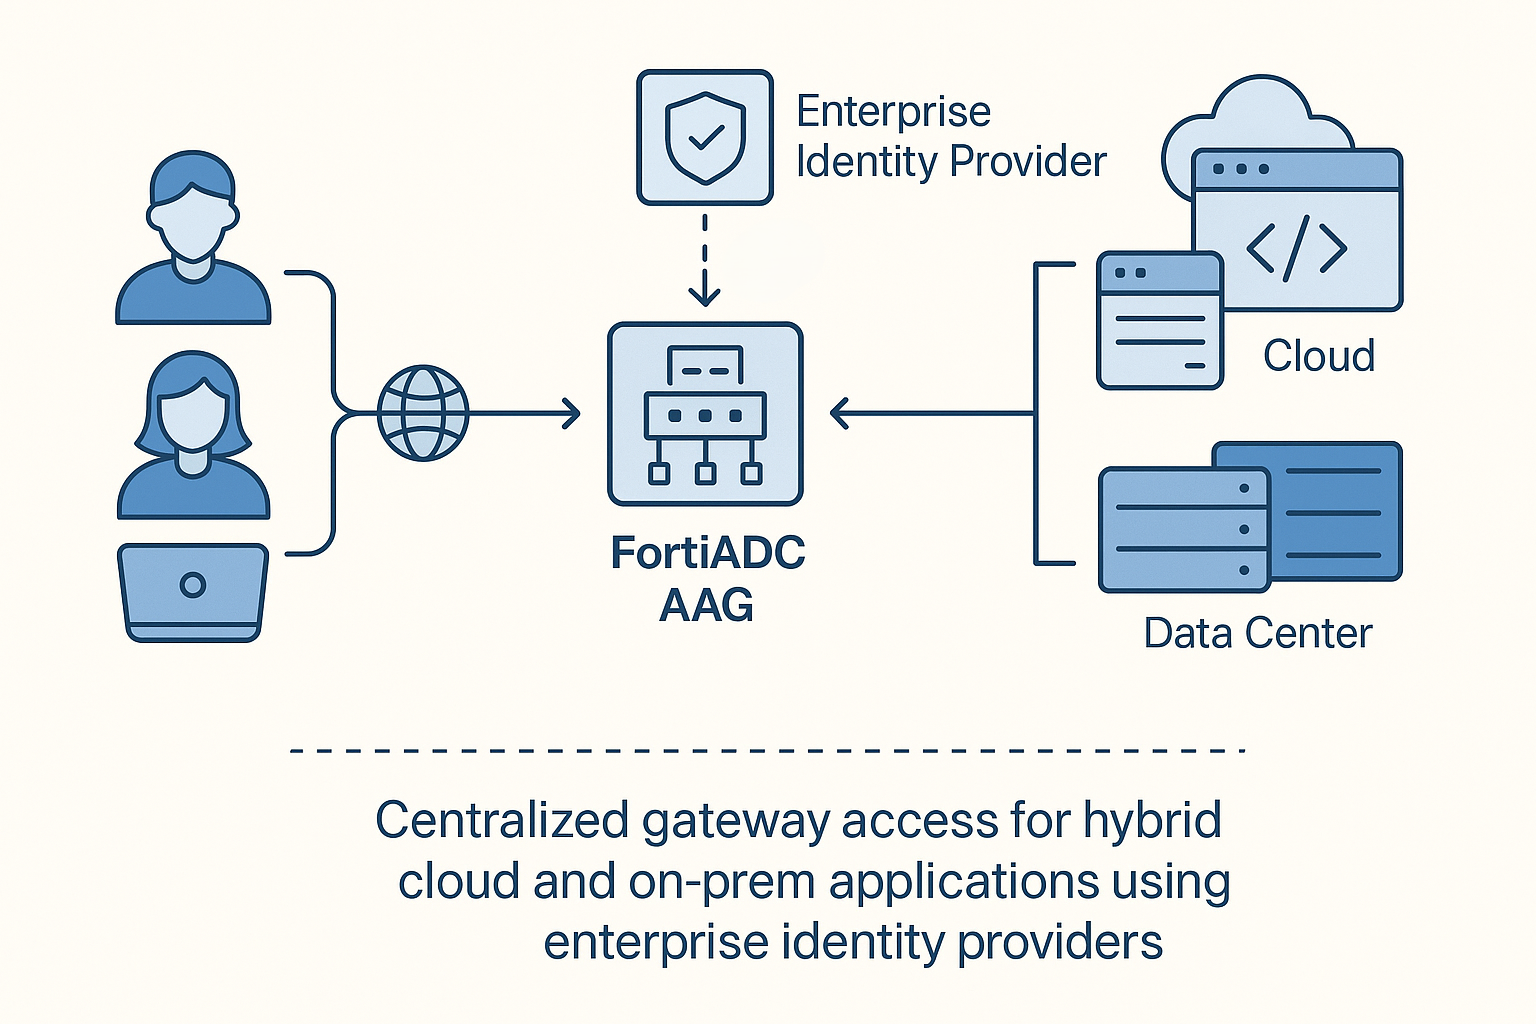 Enterprise
Identity Provider
Cloud
FortiADC
AAG
Data Center
Centralized gateway access for hybrid
cloud and on-prem applications using
enterprise identity providers